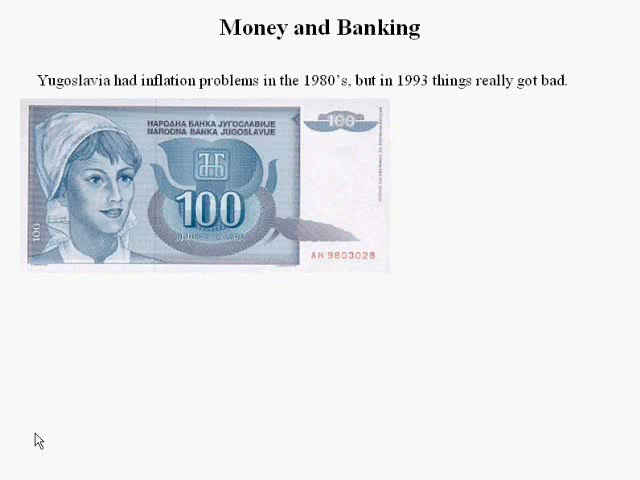 Money and Banking
Yugoslavia had inflation problems in the 1980's, but in 1993 things really got bad.
НАРОДНА БАНКА ЈУГОСЛАВИЈЕ
NARODNA BANKA JUGOSLAVIJE
100
100
100
AH 9803028